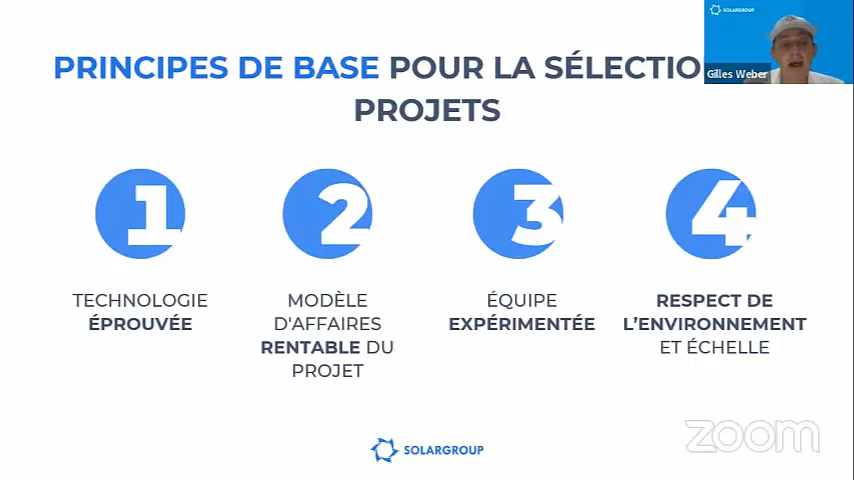 SOLARGROUP
Gilles Weber
PRINCIPES DE BASE POUR LA
PROJETS
1
2
3
4
TECHNOLOGIE
ÉPROUVÉE
MODÈLE
D'AFFAIRES
RENTABLE DU
PROJET
ÉQUIPE
EXPÉRIMENTÉE
RESPECT DE
L’ENVIRONNEMENT
ET ÉCHELLE
SOLARGROUP
zoom